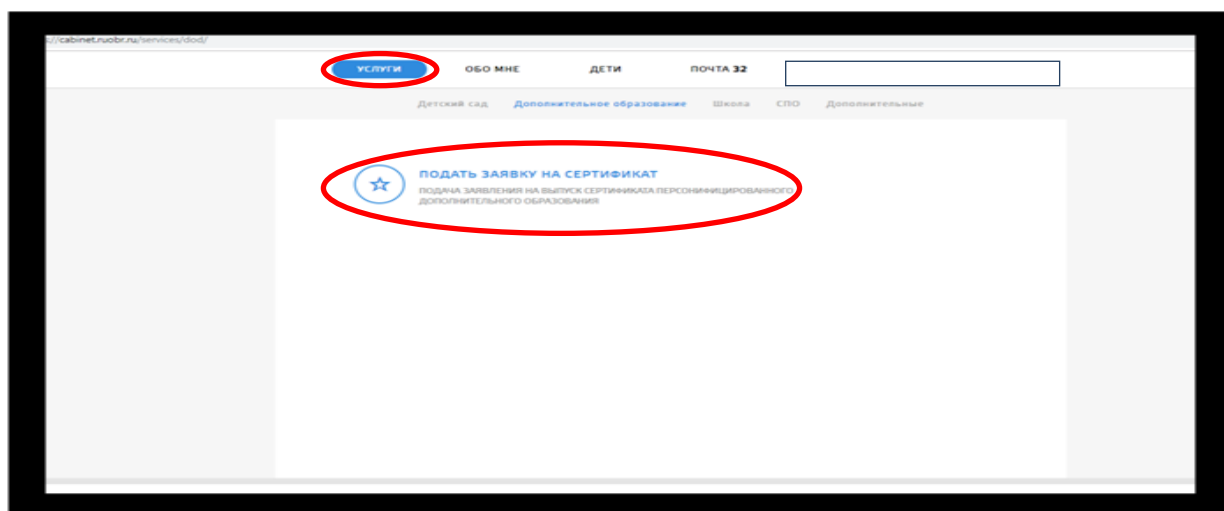 ://cabinet.ruobr.ru/services/dod/
УСЛУГИ ОБО МНЕ ДЕТИ ПОЧТА 32
Детский сад Дополнительное образование Школа СПО Дополнительные
ПОДАТЬ ЗАЯВКУ НА СЕРТИФИКАТ
ПОДАЧА ЗАЯВЛЕНИЯ НА ВЫПУСК СЕРТИФИКАТА ПЕРСОНИФИЦИРОВАННОГО
ДОПОЛНИТЕЛЬНОГО ОБРАЗОВАНИЯ